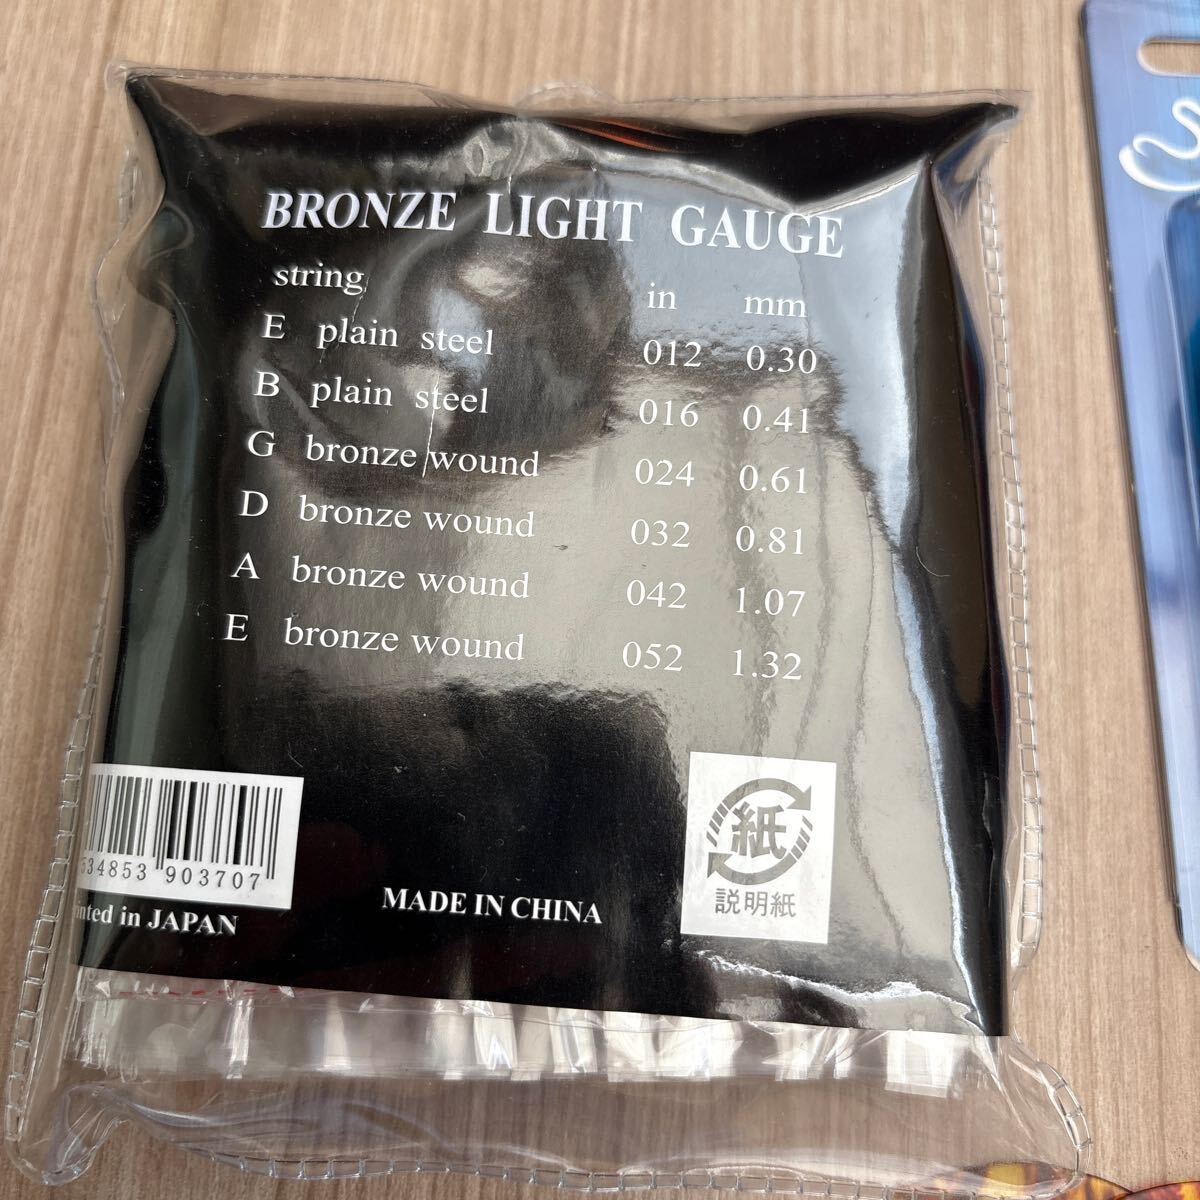 BRONZE LIGHT GAUGE
string in mm
E plain steel 012 0.30
B plain steel 016 0.41
G bronze wound 024 0.61
D bronze wound 032 0.81
A bronze wound 042 1.07
E bronze wound 052 1.32
紙
説明紙
534853 903707
MADE IN CHINA
in JAPAN